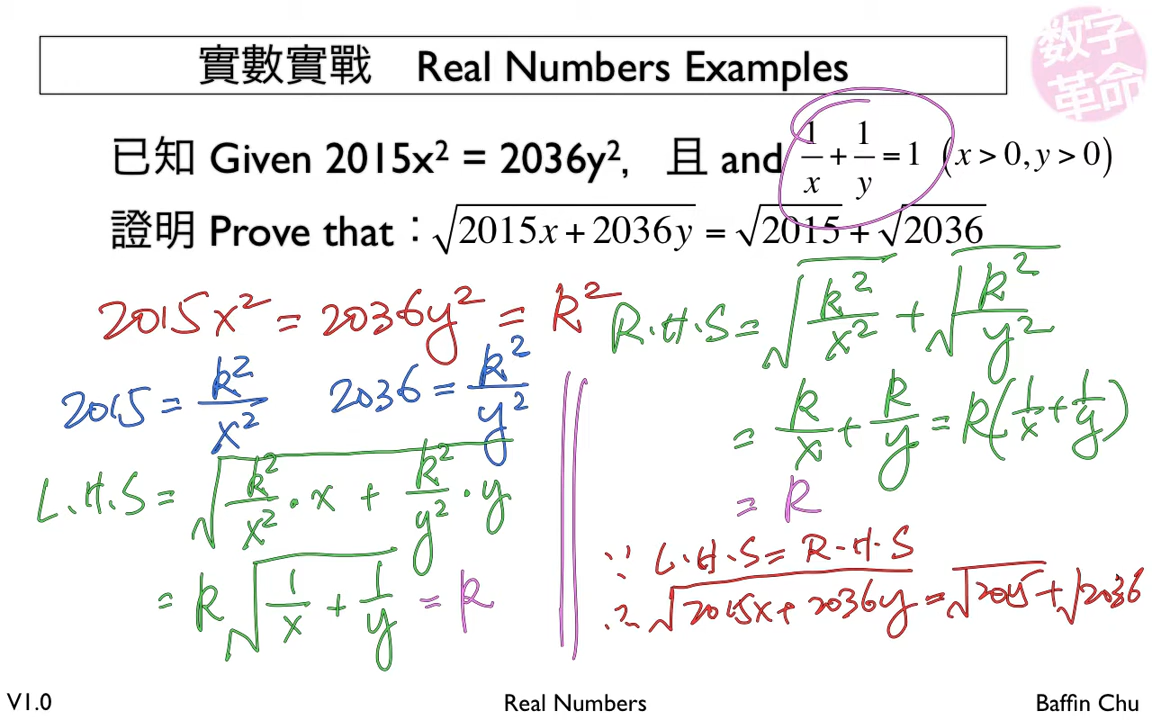 數字革命
實數實戰 Real Numbers Examples
已知 Given 2015x² = 2036y², 且 and 1/x + 1/y = 1 (x > 0, y > 0)
證明 Prove that：√(2015x + 2036y) = √2015 + √2036
2015x² = 2036y² = k²
2015 = k²/x² 2036 = k²/y²
L.H.S = √(k²/x² · x + k²/y² · y)
= k√(1/x + 1/y) = k
R.H.S = √(k²/x²) + √(k²/y²)
= k/x + k/y = k(1/x + 1/y)
= k
∵ L.H.S = R.H.S
∴ √(2015x + 2036y) = √2015 + √2036
V1.0 Real Numbers Baffin Chu